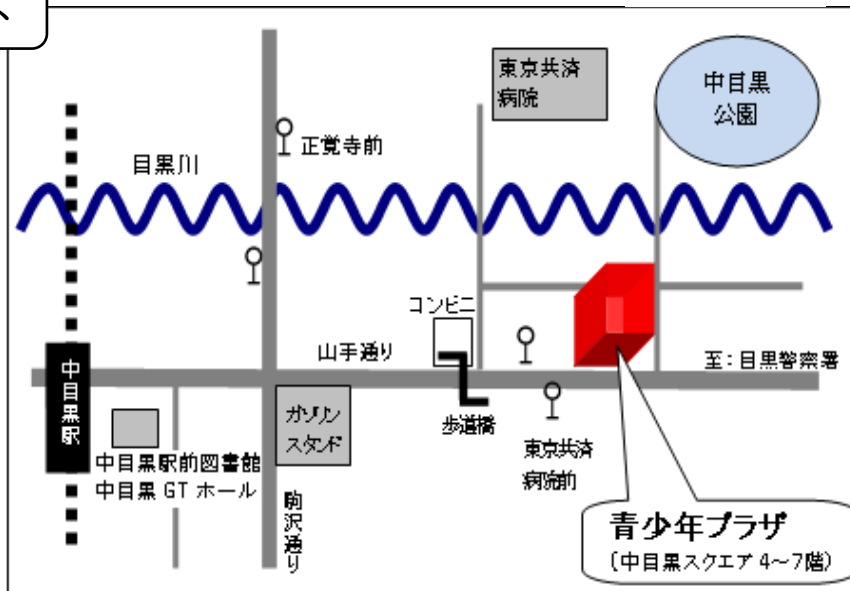 東京共済
病院
中目黒
公園
正覚寺前
目黒川
コンビニ
山手通り
至：目黒警察署
中目黒駅
ガソリン
スタンド
歩道橋
東京共済
病院前
中目黒駅前図書館
中目黒 GT ホール
駒沢通り
青少年プラザ
（中目黒スクエア 4～7階）